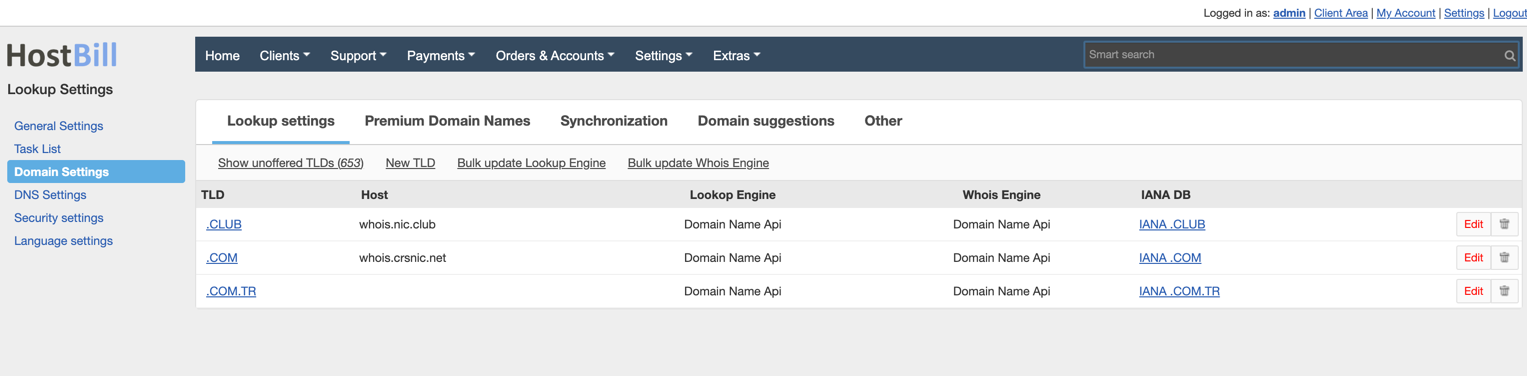 Logged in as: admin | Client Area | My Account | Settings | Logout
HostBill
Home Clients Support Payments Orders & Accounts Settings Extras Smart search
Lookup Settings
General Settings
Task List
Domain Settings
DNS Settings
Security settings
Language settings
Lookup settings Premium Domain Names Synchronization Domain suggestions Other
Show unoffered TLDs (653) New TLD Bulk update Lookup Engine Bulk update Whois Engine
TLD Host Lookop Engine Whois Engine IANA DB
.CLUB whois.nic.club Domain Name Api Domain Name Api IANA .CLUB Edit
.COM whois.crsnic.net Domain Name Api Domain Name Api IANA .COM Edit
.COM.TR Domain Name Api Domain Name Api IANA .COM.TR Edit